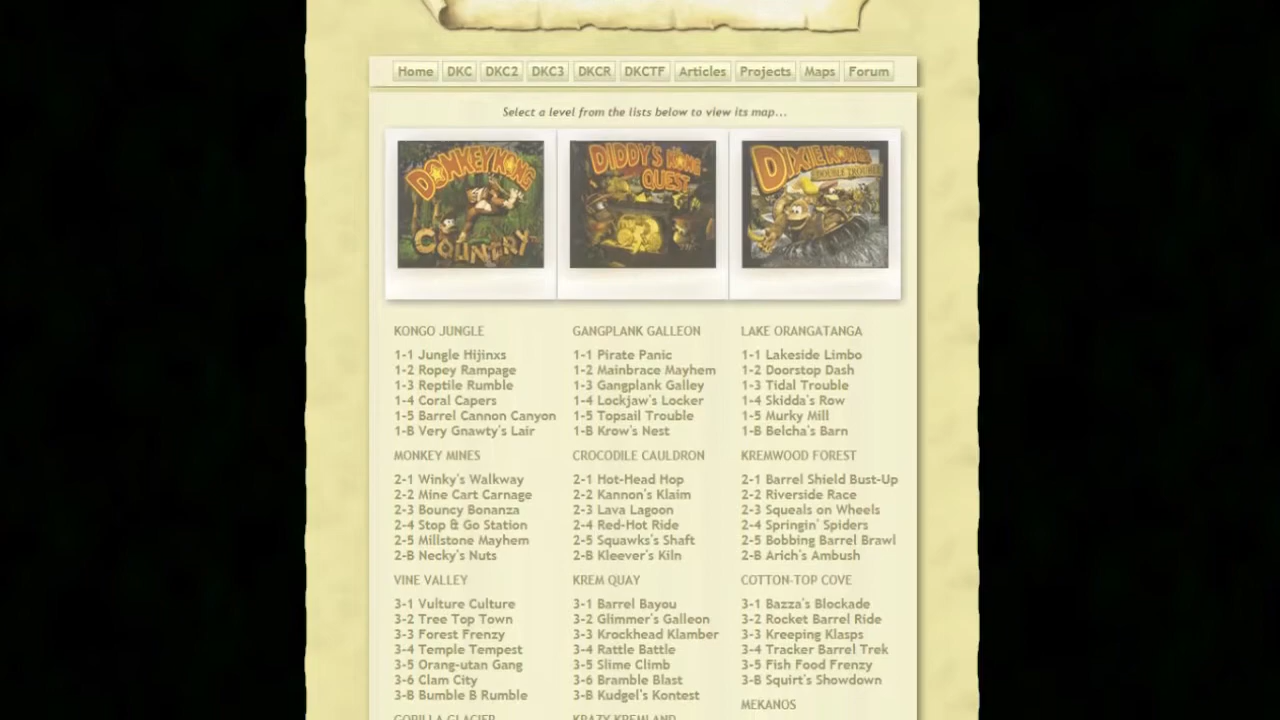 Home DKC DKC2 DKC3 DKCR DKCTF Articles Projects Maps Forum
Select a level from the lists below to view its map...
DONKEY KONG
COUNTRY
DIDDY'S KONG
QUEST
DIXIE KONG'S
DOUBLE TROUBLE
KONGO JUNGLE
1-1 Jungle Hijinxs
1-2 Ropey Rampage
1-3 Reptile Rumble
1-4 Coral Capers
1-5 Barrel Cannon Canyon
1-B Very Gnawty's Lair
MONKEY MINES
2-1 Winky's Walkway
2-2 Mine Cart Carnage
2-3 Bouncy Bonanza
2-4 Stop & Go Station
2-5 Millstone Mayhem
2-B Necky's Nuts
VINE VALLEY
3-1 Vulture Culture
3-2 Tree Top Town
3-3 Forest Frenzy
3-4 Temple Tempest
3-5 Orang-utan Gang
3-6 Clam City
3-B Bumble B Rumble
GORILLA GLACIER
GANGPLANK GALLEON
1-1 Pirate Panic
1-2 Mainbrace Mayhem
1-3 Gangplank Galley
1-4 Lockjaw's Locker
1-5 Topsail Trouble
1-B Krow's Nest
CROCODILE CAULDRON
2-1 Hot-Head Hop
2-2 Kannon's Klaim
2-3 Lava Lagoon
2-4 Red-Hot Ride
2-5 Squawks's Shaft
2-B Kleever's Kiln
KREM QUAY
3-1 Barrel Bayou
3-2 Glimmer's Galleon
3-3 Krockhead Klamber
3-4 Rattle Battle
3-5 Slime Climb
3-6 Bramble Blast
3-B Kudgel's Kontest
KRAZY KREMLAND
LAKE ORANGATANGA
1-1 Lakeside Limbo
1-2 Doorstop Dash
1-3 Tidal Trouble
1-4 Skidda's Row
1-5 Murky Mill
1-B Belcha's Barn
KREMWOOD FOREST
2-1 Barrel Shield Bust-Up
2-2 Riverside Race
2-3 Squeals on Wheels
2-4 Springin' Spiders
2-5 Bobbing Barrel Brawl
2-B Arich's Ambush
COTTON-TOP COVE
3-1 Bazza's Blockade
3-2 Rocket Barrel Ride
3-3 Kreeping Klasps
3-4 Tracker Barrel Trek
3-5 Fish Food Frenzy
3-B Squirt's Showdown
MEKANOS